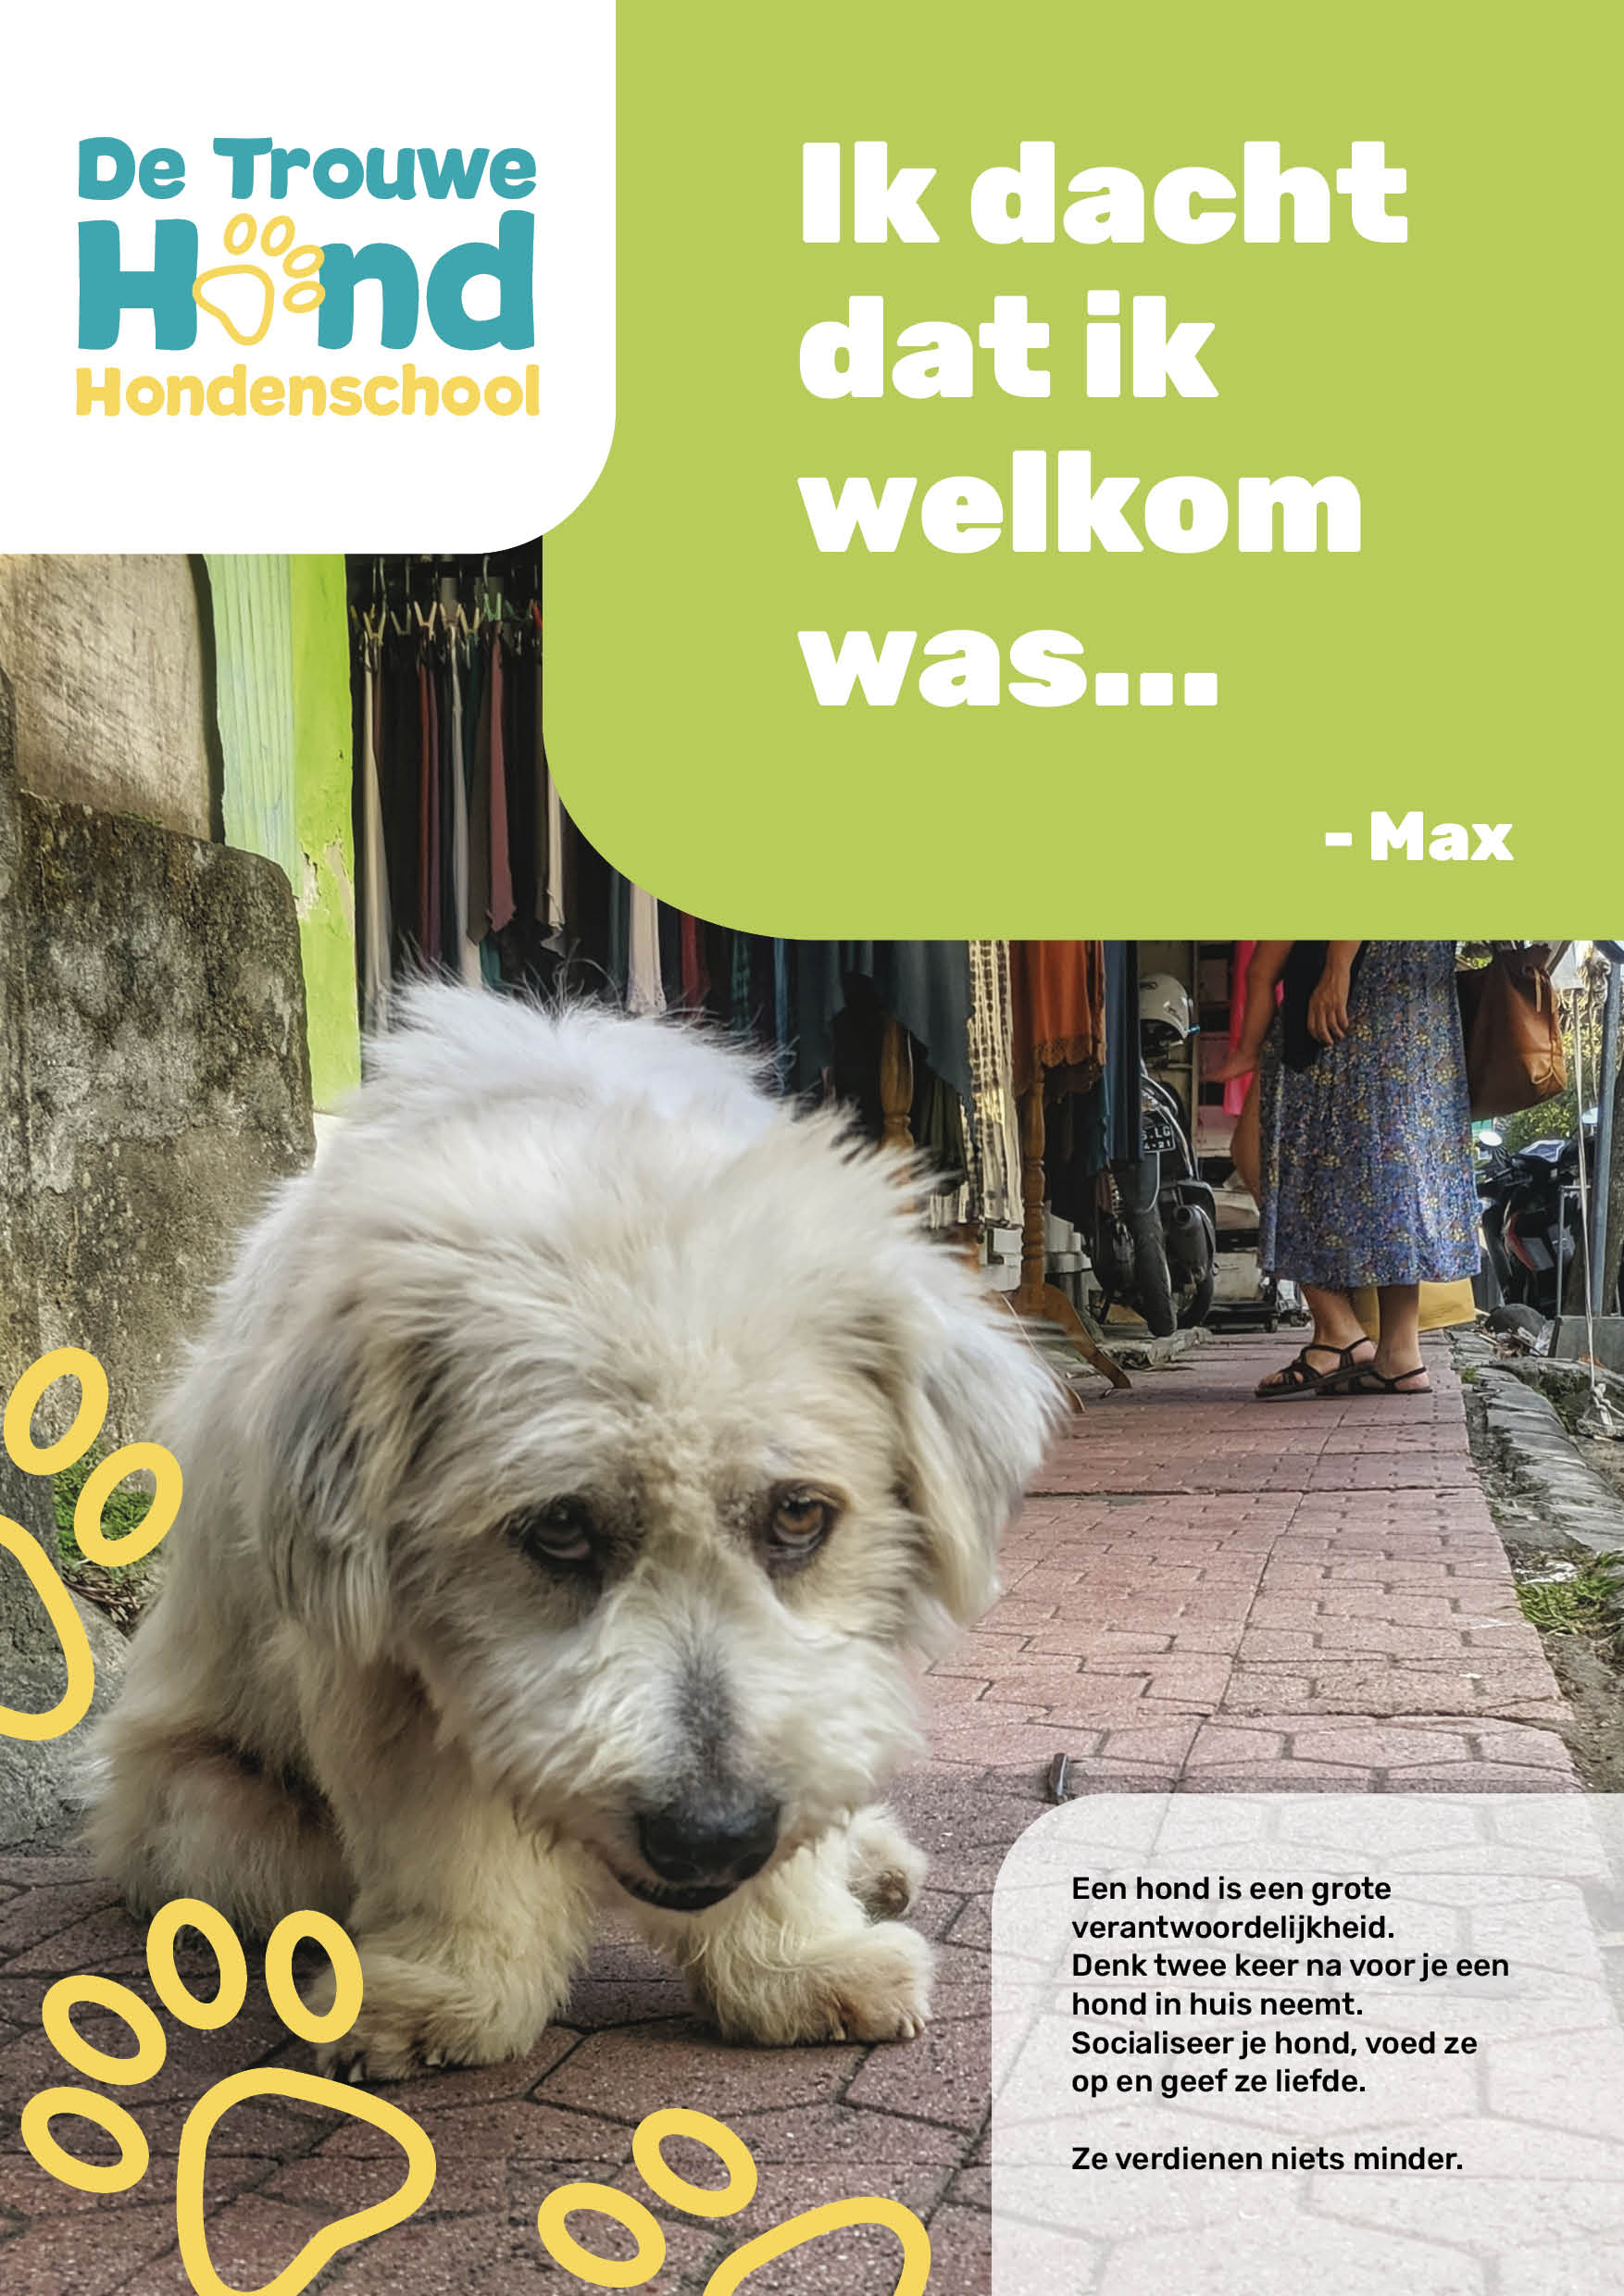 De Trouwe
Hond
Hondenschool
Ik dacht
dat ik
welkom
was...
- Max
Een hond is een grote
verantwoordelijkheid.
Denk twee keer na voor je een
hond in huis neemt.
Socialiseer je hond, voed ze
op en geef ze liefde.
Ze verdienen niets minder.